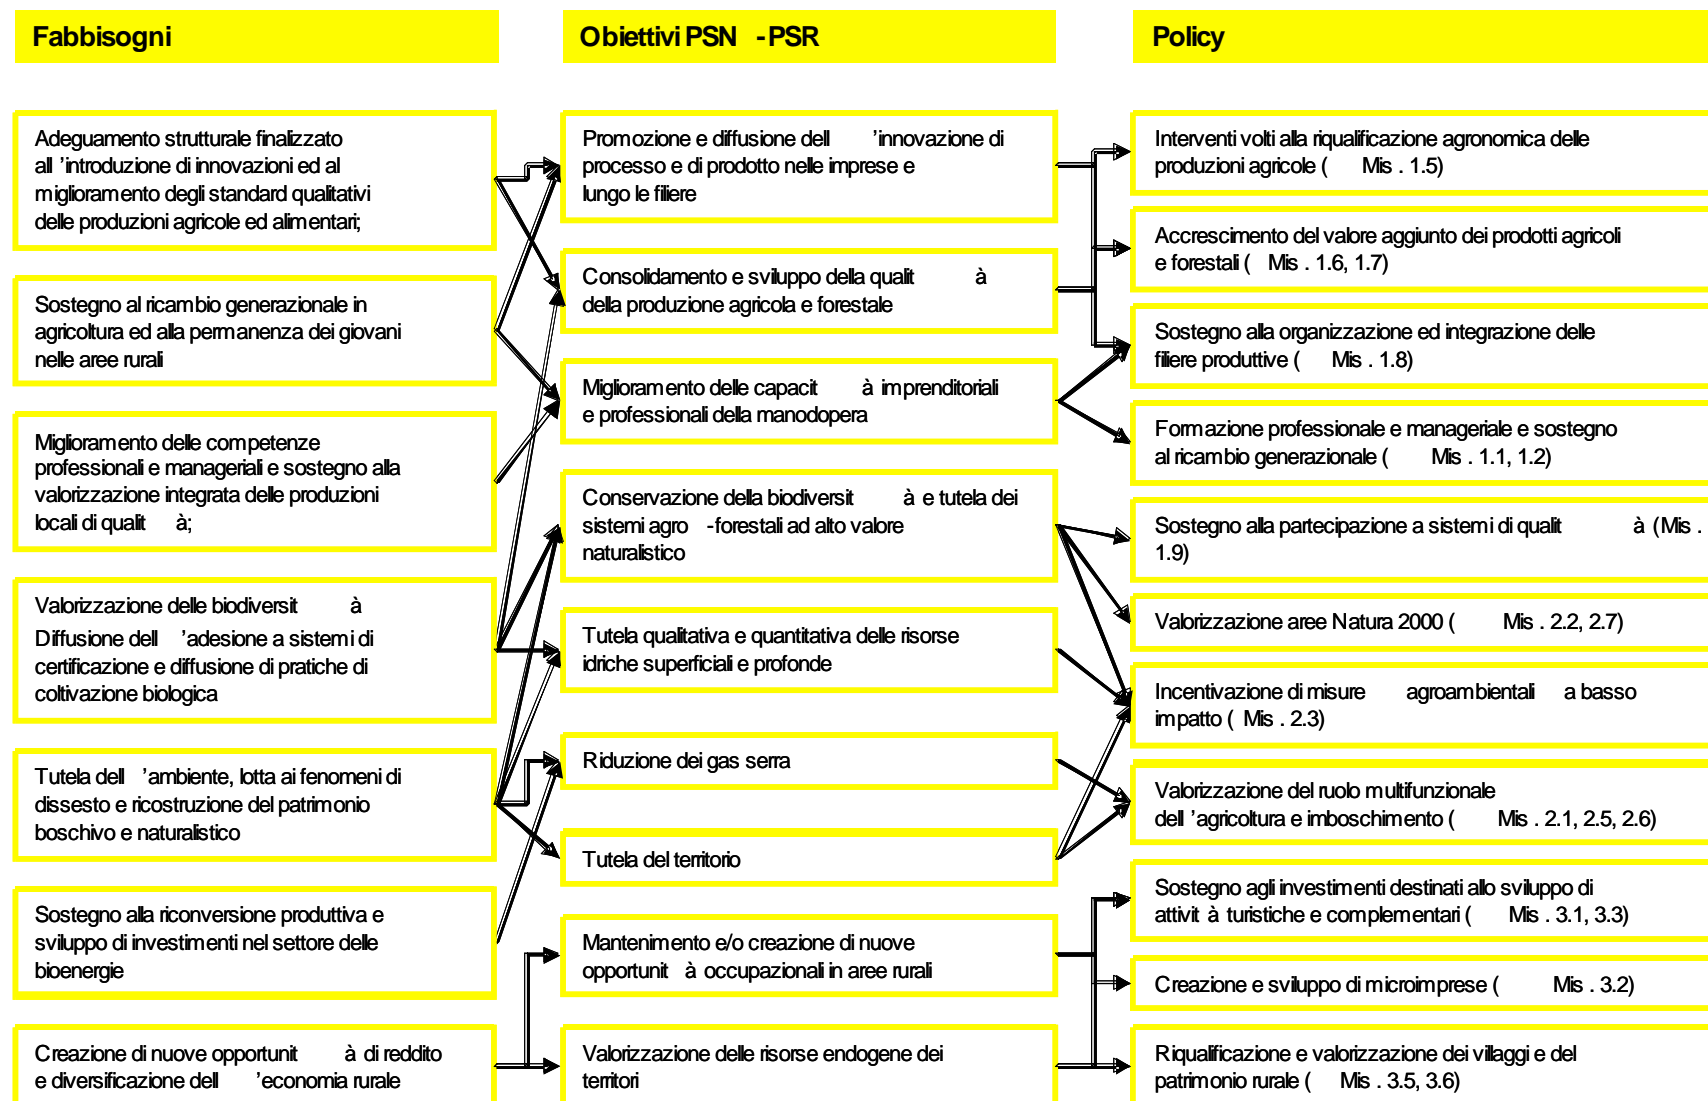 Fabbisogni
Obiettivi PSN - PSR
Policy
Adeguamento strutturale finalizzato
all 'introduzione di innovazioni ed al
miglioramento degli standard qualitativi
delle produzioni agricole ed alimentari;
Sostegno al ricambio generazionale in
agricoltura ed alla permanenza dei giovani
nelle aree rurali
Miglioramento delle competenze
professionali e manageriali e sostegno alla
valorizzazione integrata delle produzioni
locali di qualit à;
Valorizzazione delle biodiversit à
Diffusione dell 'adesione a sistemi di
certificazione e diffusione di pratiche di
coltivazione biologica
Tutela dell 'ambiente, lotta ai fenomeni di
dissesto e ricostruzione del patrimonio
boschivo e naturalistico
Sostegno alla riconversione produttiva e
sviluppo di investimenti nel settore delle
bioenergie
Creazione di nuove opportunit à di reddito
e diversificazione dell 'economia rurale
Promozione e diffusione dell 'innovazione di
processo e di prodotto nelle imprese e
lungo le filiere
Consolidamento e sviluppo della qualit à
della produzione agricola e forestale
Miglioramento delle capacit à imprenditoriali
e professionali della manodopera
Conservazione della biodiversit à e tutela dei
sistemi agro -forestali ad alto valore
naturalistico
Tutela qualitativa e quantitativa delle risorse
idriche superficiali e profonde
Riduzione dei gas serra
Tutela del territorio
Mantenimento e/o creazione di nuove
opportunit à occupazionali in aree rurali
Valorizzazione delle risorse endogene dei
territori
Interventi volti alla riqualificazione agronomica delle
produzioni agricole ( Mis . 1.5)
Accrescimento del valore aggiunto dei prodotti agricoli
e forestali ( Mis . 1.6, 1.7)
Sostegno alla organizzazione ed integrazione delle
filiere produttive ( Mis . 1.8)
Formazione professionale e manageriale e sostegno
al ricambio generazionale ( Mis . 1.1, 1.2)
Sostegno alla partecipazione a sistemi di qualit à (Mis .
1.9)
Valorizzazione aree Natura 2000 ( Mis . 2.2, 2.7)
Incentivazione di misure agroambientali a basso
impatto ( Mis . 2.3)
Valorizzazione del ruolo multifunzionale
dell 'agricoltura e imboschimento ( Mis . 2.1, 2.5, 2.6)
Sostegno agli investimenti destinati allo sviluppo di
attivit à turistiche e complementari ( Mis . 3.1, 3.3)
Creazione e sviluppo di microimprese ( Mis . 3.2)
Riqualificazione e valorizzazione dei villaggi e del
patrimonio rurale ( Mis . 3.5, 3.6)